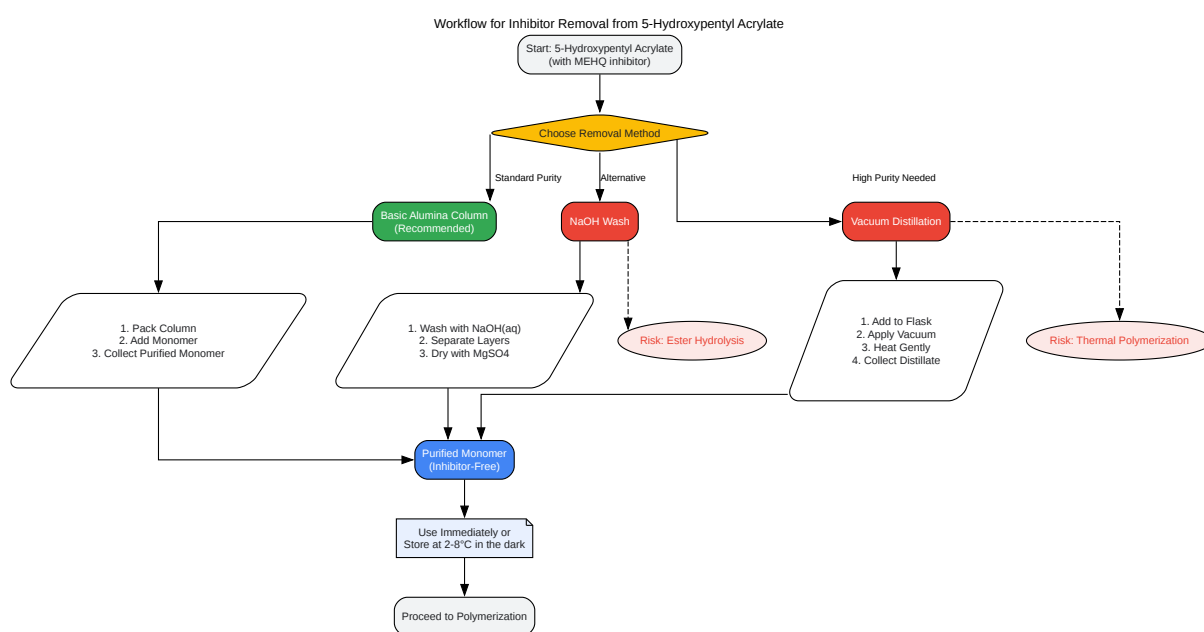 Workflow for Inhibitor Removal from 5-Hydroxypentyl Acrylate
Start: 5-Hydroxypentyl Acrylate
(with MEHQ inhibitor)
Choose Removal Method
Standard Purity
Alternative
High Purity Needed
Basic Alumina Column
(Recommended)
NaOH Wash
Vacuum Distillation
1. Pack Column
2. Add Monomer
3. Collect Purified Monomer
1. Wash with NaOH(aq)
2. Separate Layers
3. Dry with MgSO4
Risk: Ester Hydrolysis
1. Add to Flask
2. Apply Vacuum
3. Heat Gently
4. Collect Distillate
Risk: Thermal Polymerization
Purified Monomer
(Inhibitor-Free)
Use Immediately or
Store at 2-8°C in the dark
Proceed to Polymerization